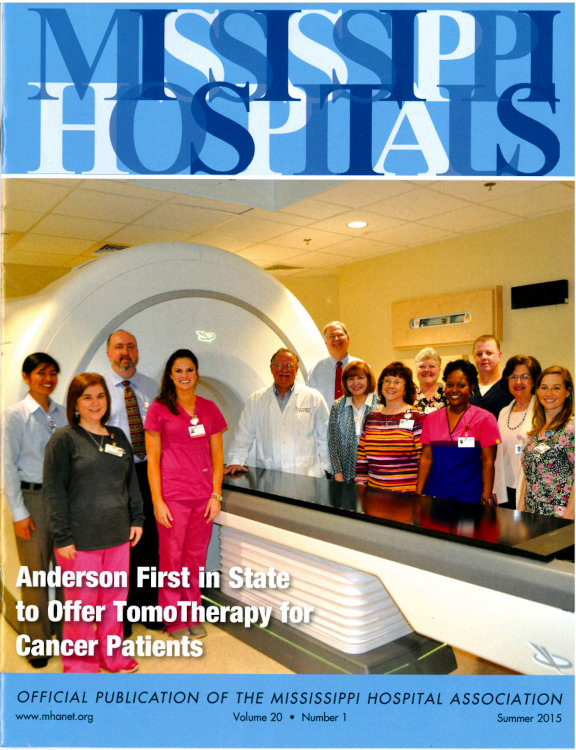 MISSISSIPPI
HOSPITALS
Anderson First in State
to Offer TomoTherapy for
Cancer Patients
OFFICIAL PUBLICATION OF THE MISSISSIPPI HOSPITAL ASSOCIATION
www.mhanet.org Volume 20 • Number 1 Summer 2015